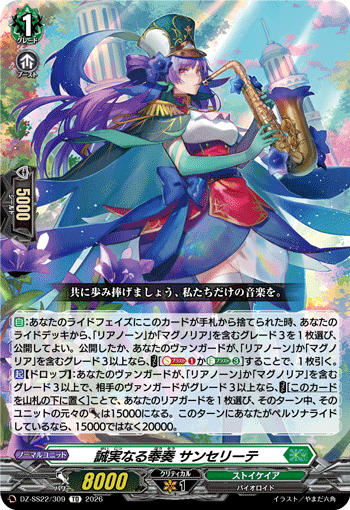 1
グレード
ブースト
5000
シールド
共に歩み捧げましょう、私たちだけの音楽を。
自:あなたのライドフェイズにこのカードが手札から捨てられた時、あなたの
ライドデッキから、「リアノーン」か「マグノリア」を含むグレード3を1枚選び、
公開してよい。公開したか、あなたのヴァンガードが、「リアノーン」か「マグノ
リア」を含むグレード3以上なら、【ソウルブラスト1かエナジーブラスト3】することで、1枚引く。
起【ドロップ】:あなたのヴァンガードが、「リアノーン」か「マグノリア」を含む
グレード3以上で、相手のヴァンガードがグレード3以上なら、【このカード
を山札の下に置く】ことで、あなたのリアガードを1枚選び、そのターン中、その
ユニットの元々のは15000になる。このターンにあなたがペルソナライド
しているなら、15000ではなく20000。
ノーマルユニット
誠実なる奉奏 サンセリーテ
パワー
8000
クリティカル
1
ストイケイア
バイオロイド
DZ-SS22/309 TD 2026
イラスト/やまだ六角